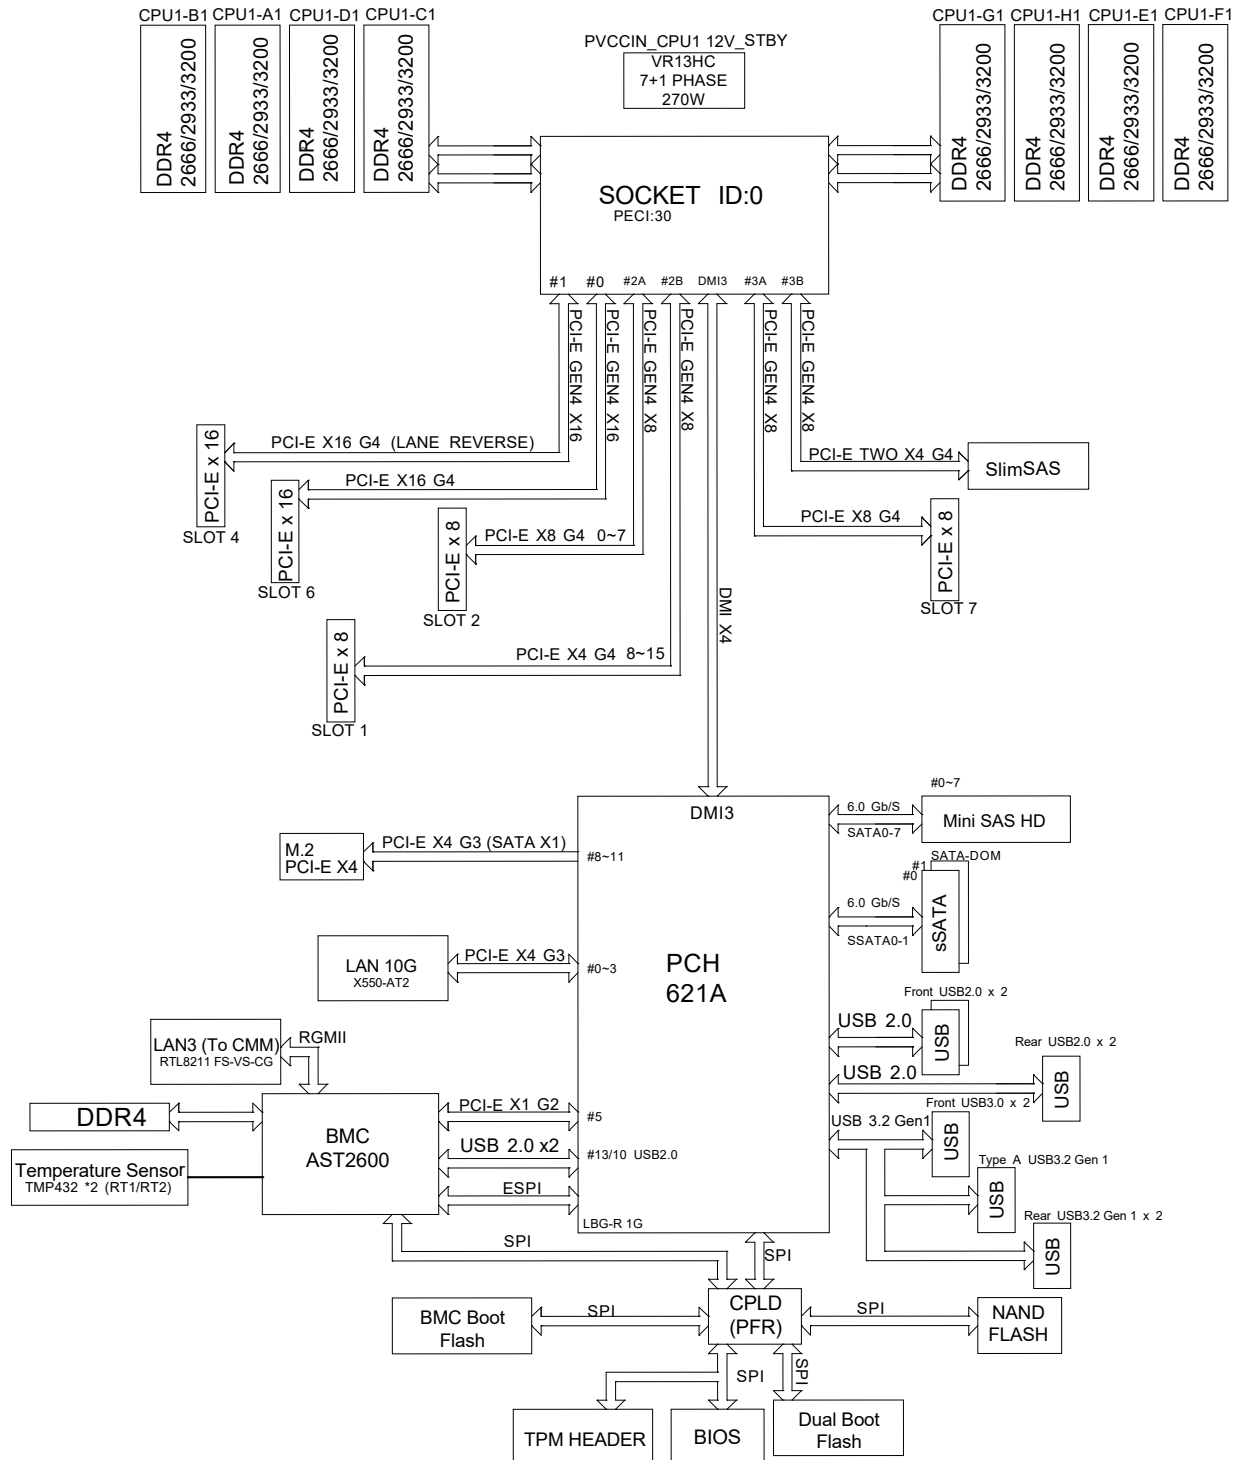 CPU1-B1 CPU1-A1 CPU1-D1 CPU1-C1
CPU1-G1 CPU1-H1 CPU1-E1 CPU1-F1
DDR4
2666/2933/3200
DDR4
2666/2933/3200
DDR4
2666/2933/3200
DDR4
2666/2933/3200
PVCCIN_CPU1 12V_STBY
VR13HC
7+1 PHASE
270W
DDR4
2666/2933/3200
DDR4
2666/2933/3200
DDR4
2666/2933/3200
DDR4
2666/2933/3200
SOCKET ID:0
PECI:30
#1 #0 #2A #2B DMI3 #3A #3B
PCI-E GEN4 X16
PCI-E GEN4 X16
PCI-E GEN4 X8
PCI-E GEN4 X8
PCI-E GEN4 X8
PCI-E GEN4 X8
PCI-E X16 G4 (LANE REVERSE)
PCI-E x 16
SLOT 4
PCI-E X16 G4
PCI-E x 16
SLOT 6
PCI-E X8 G4 0~7
PCI-E x 8
SLOT 2
PCI-E X4 G4 8~15
PCI-E x 8
SLOT 1
DMI X4
PCI-E TWO X4 G4
SlimSAS
PCI-E X8 G4
PCI-E x 8
SLOT 7
DMI3
PCH
621A
LBG-R 1G
M.2
PCI-E X4
PCI-E X4 G3 (SATA X1)
#8~11
LAN 10G
X550-AT2
PCI-E X4 G3
#0~3
LAN3 (To CMM)
RTL8211 FS-VS-CG
RGMII
DDR4
BMC
AST2600
PCI-E X1 G2
#5
USB 2.0 x2
#13/10 USB2.0
ESPI
Temperature Sensor
TMP432 *2 (RT1/RT2)
#0~7
6.0 Gb/S
SATA0-7
Mini SAS HD
SATA-DOM
#1
#0
6.0 Gb/S
SSATA0-1
sSATA
Front USB2.0 x 2
USB 2.0
USB
Rear USB2.0 x 2
USB 2.0
USB
Front USB3.0 x 2
USB 3.2 Gen1
USB
Type A USB3.2 Gen 1
USB
Rear USB3.2 Gen 1 x 2
USB
SPI
SPI
CPLD
(PFR)
BMC Boot
Flash
SPI
SPI
NAND
FLASH
SPI
SPI
TPM HEADER
BIOS
Dual Boot
Flash